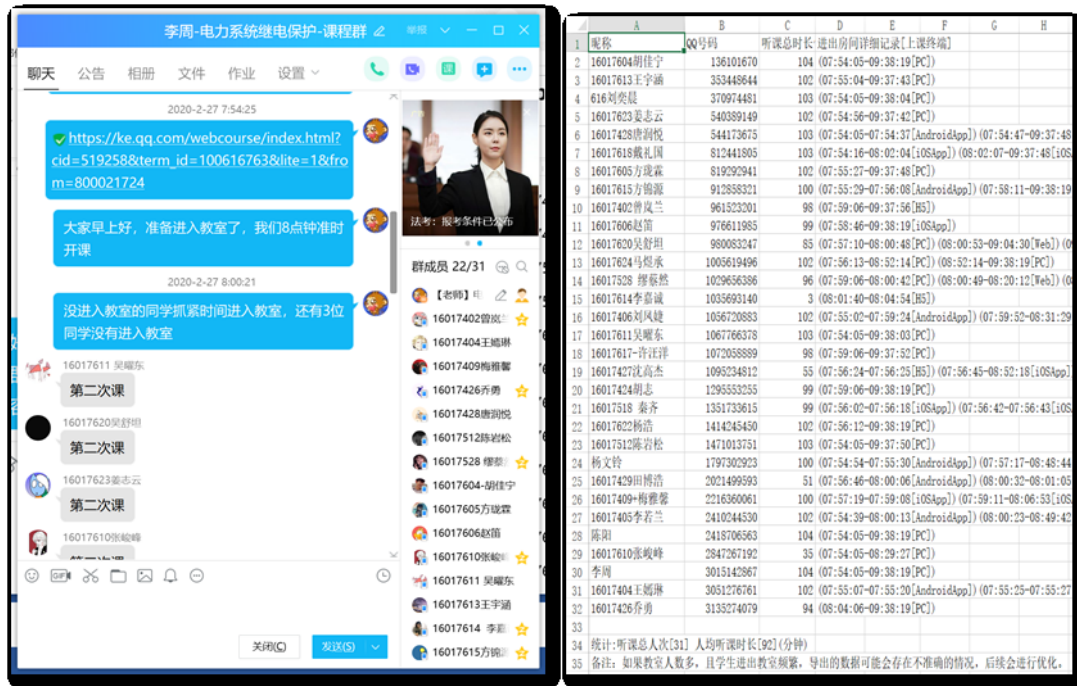 李周-电力系统继电保护-课程群
举报
聊天 公告 相册 文件 作业 设置
2020-2-27 7:54:25
https://ke.qq.com/webcourse/index.html?
cid=519258&term_id=100616763&lite=1&fro
m=800021724
大家早上好，准备进入教室了，我们8点钟准时
开课
2020-2-27 8:00:21
没进入教室的同学抓紧时间进入教室，还有3位
同学没有进入教室
16017611 吴曜东
第二次课
16017620吴舒坦
第二次课
16017623姜志云
第二次课
16017610张峻峰
第二次课
GIF
关闭(C) 发送(S)
法考：报考条件已公布
群成员 22/31
【老师】
16017402曾岚
16017404王嫣琳
16017409梅雅馨
16017426乔勇
16017428唐润悦
16017512陈岩松
16017528 缪蔡
16017604-胡佳宁
16017605方珑霖
16017606赵笛
16017610张峻
16017611 吴曜东
16017613王宇涵
16017614 李嘉
16017615方锦
A B C D E F G H
1 昵称 QQ号码 听课总时长 进出房间详细记录[上课终端]
2 16017604胡佳宁 136101670 104 (07:54:05-09:38:19[PC])
3 16017613王宇涵 353448644 102 (07:55:04-09:37:43[PC])
4 616刘奕晨 370974481 103 (07:54:05-09:38:04[PC])
5 16017623姜志云 540389149 102 (07:54:56-09:37:42[PC])
6 16017428唐润悦 544173675 103 (07:54:05-07:54:37[AndroidApp])(07:54:47-09:37:48
7 16017618戴礼国 812441805 103 (07:54:16-08:02:04[iOSApp])(08:02:07-09:37:48[iOS
8 16017605方珑霖 819292941 102 (07:55:27-09:37:48[PC])
9 16017615方锦源 912858321 100 (07:55:29-07:56:08[AndroidApp])(07:58:11-09:38:19
10 16017402曾岚兰 961523201 98 (07:59:06-09:37:56[H5])
11 16017606赵笛 976611985 99 (07:58:46-09:38:19[iOSApp])
12 16017620吴舒坦 980083247 85 (07:57:10-08:00:48[PC])(08:00:53-09:04:30[Web])(0
13 16017624马煜承 1005619496 102 (07:56:13-08:52:14[PC])(08:52:14-09:38:19[PC])
14 16017528 缪蔡然 1029656386 96 (07:59:06-08:00:42[PC])(08:00:49-08:20:12[Web])(0
15 16017614李嘉诚 1035693140 3 (08:01:40-08:04:54[H5])
16 16017406刘风婕 1056720883 102 (07:55:02-07:59:24[AndroidApp])(07:59:52-08:31:29
17 16017611吴曜东 1067766378 103 (07:54:05-09:38:03[PC])
18 16017617-许汪洋 1072058889 98 (07:59:06-09:37:52[PC])
19 16017427沈高杰 1095234812 55 (07:56:24-07:56:25[H5])(07:56:45-08:52:18[iOSApp]
20 16017424胡志 1295553255 99 (07:59:06-09:38:19[PC])
21 16017518 秦齐 1351733615 99 (07:56:02-07:56:18[iOSApp])(07:56:42-07:56:43[iOS
22 16017622杨浩 1414245450 102 (07:56:12-09:38:19[PC])
23 16017512陈岩松 1471013751 103 (07:54:05-09:37:50[PC])
24 杨文铃 1797302923 100 (07:54:54-07:55:30[AndroidApp])(07:57:17-08:48:44
25 16017429田博浩 2021499593 51 (07:56:46-08:00:06[AndroidApp])(08:00:32-08:01:05
26 16017409+梅雅馨 2216360061 100 (07:57:19-07:59:08[iOSApp])(07:59:11-08:06:53[iOS
27 16017405李若兰 2410244530 102 (07:54:39-08:00:13[AndroidApp])(08:00:23-08:49:42
28 陈阳 2418706563 104 (07:54:05-09:38:19[PC])
29 16017610张峻峰 2847267192 35 (07:54:05-08:29:27[PC])
30 李周 3015142867 104 (07:54:05-09:38:19[PC])
31 16017404王嫣琳 3051276761 102 (07:55:07-07:55:20[AndroidApp])(07:55:25-07:55:27
32 16017426乔勇 3135274079 94 (08:04:06-09:38:19[PC])
33
34 统计:听课总人次[31] 人均听课时长[92](分钟)
35 备注：如果教室人数多，且学生进出教室频繁，导出的数据可能会存在不准确的情况，后续会进行优化，